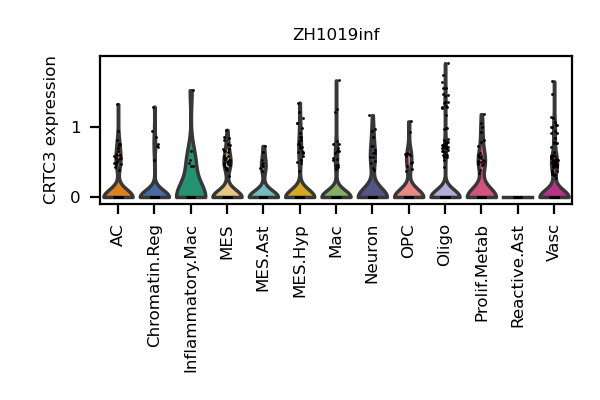 ZH1019inf
CRTC3 expression
1
0
AC
Chromatin.Reg
Inflammatory.Mac
MES
MES.Ast
MES.Hyp
Mac
Neuron
OPC
Oligo
Prolif.Metab
Reactive.Ast
Vasc